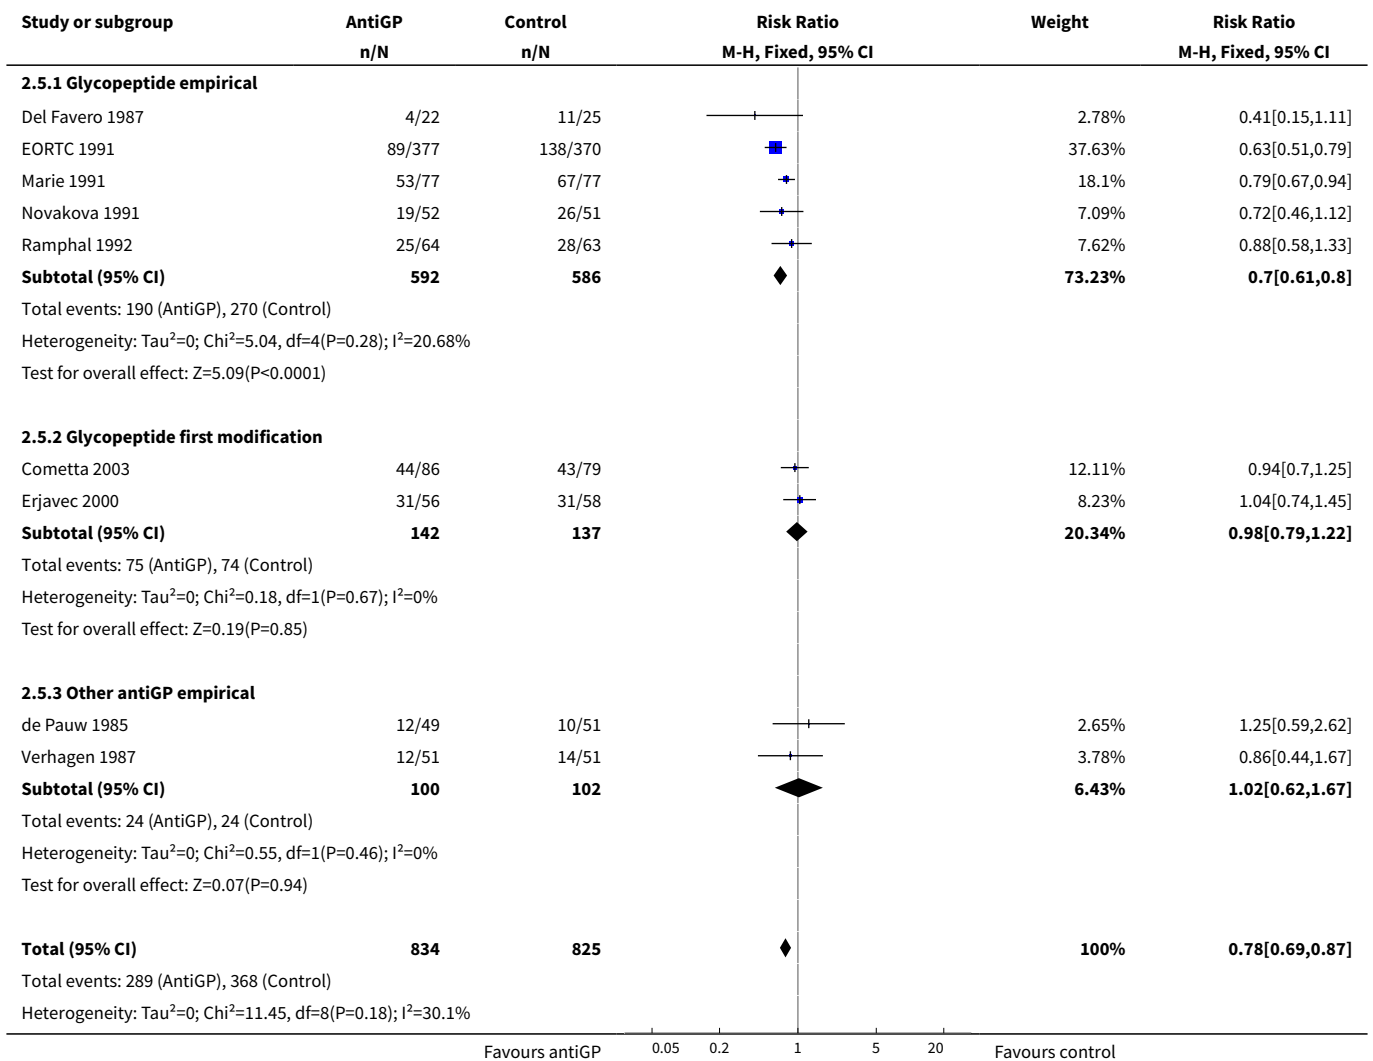 Study or subgroup AntiGP Control Risk Ratio Weight Risk Ratio
n/N n/N M-H, Fixed, 95% CI M-H, Fixed, 95% CI
2.5.1 Glycopeptide empirical
Del Favero 1987 4/22 11/25 2.78% 0.41[0.15,1.11]
EORTC 1991 89/377 138/370 37.63% 0.63[0.51,0.79]
Marie 1991 53/77 67/77 18.1% 0.79[0.67,0.94]
Novakova 1991 19/52 26/51 7.09% 0.72[0.46,1.12]
Ramphal 1992 25/64 28/63 7.62% 0.88[0.58,1.33]
Subtotal (95% CI) 592 586 73.23% 0.7[0.61,0.8]
Total events: 190 (AntiGP), 270 (Control)
Heterogeneity: Tau²=0; Chi²=5.04, df=4(P=0.28); I²=20.68%
Test for overall effect: Z=5.09(P<0.0001)
2.5.2 Glycopeptide first modification
Cometta 2003 44/86 43/79 12.11% 0.94[0.7,1.25]
Erjavec 2000 31/56 31/58 8.23% 1.04[0.74,1.45]
Subtotal (95% CI) 142 137 20.34% 0.98[0.79,1.22]
Total events: 75 (AntiGP), 74 (Control)
Heterogeneity: Tau²=0; Chi²=0.18, df=1(P=0.67); I²=0%
Test for overall effect: Z=0.19(P=0.85)
2.5.3 Other antiGP empirical
de Pauw 1985 12/49 10/51 2.65% 1.25[0.59,2.62]
Verhagen 1987 12/51 14/51 3.78% 0.86[0.44,1.67]
Subtotal (95% CI) 100 102 6.43% 1.02[0.62,1.67]
Total events: 24 (AntiGP), 24 (Control)
Heterogeneity: Tau²=0; Chi²=0.55, df=1(P=0.46); I²=0%
Test for overall effect: Z=0.07(P=0.94)
Total (95% CI) 834 825 100% 0.78[0.69,0.87]
Total events: 289 (AntiGP), 368 (Control)
Heterogeneity: Tau²=0; Chi²=11.45, df=8(P=0.18); I²=30.1%
Favours antiGP 0.05 0.2 1 5 20 Favours control